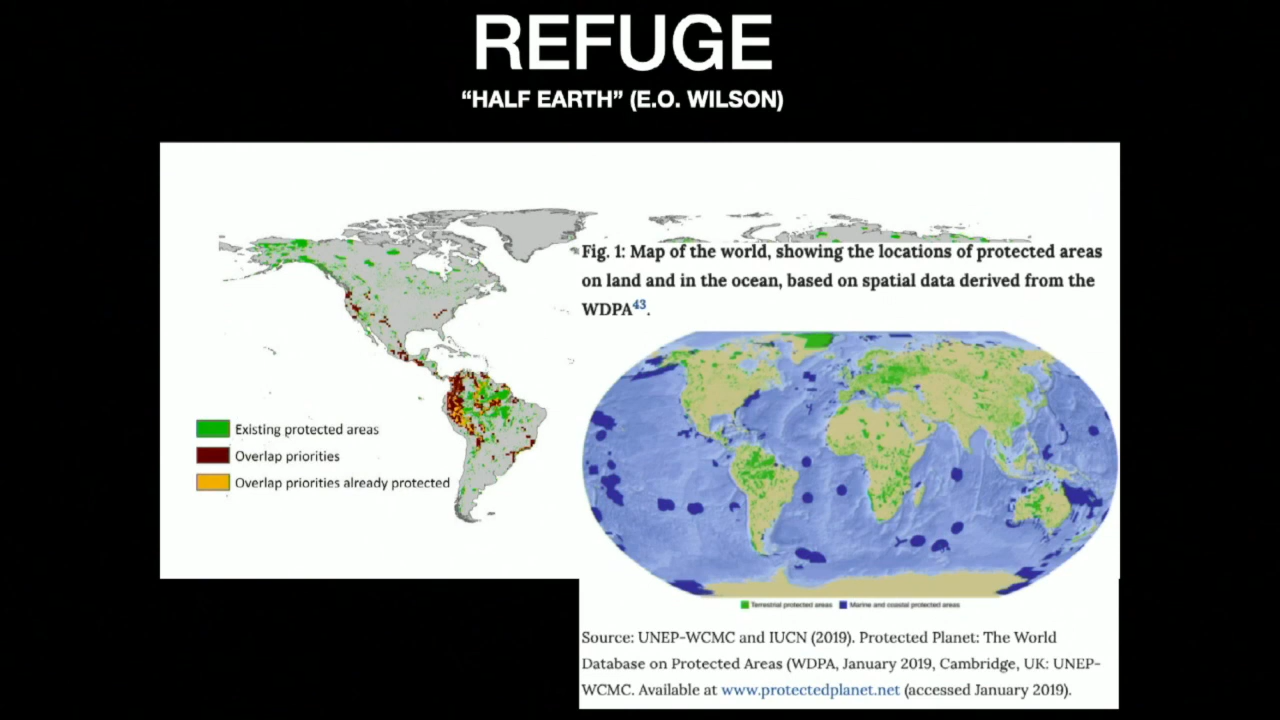 REFUGE
“HALF EARTH” (E.O. WILSON)
Fig. 1: Map of the world, showing the locations of protected areas
on land and in the ocean, based on spatial data derived from the
WDPA43.
Existing protected areas
Overlap priorities
Overlap priorities already protected
Terrestrial protected areas Marine and coastal protected areas
Source: UNEP-WCMC and IUCN (2019). Protected Planet: The World
Database on Protected Areas (WDPA, January 2019, Cambridge, UK: UNEP-
WCMC. Available at www.protectedplanet.net (accessed January 2019).